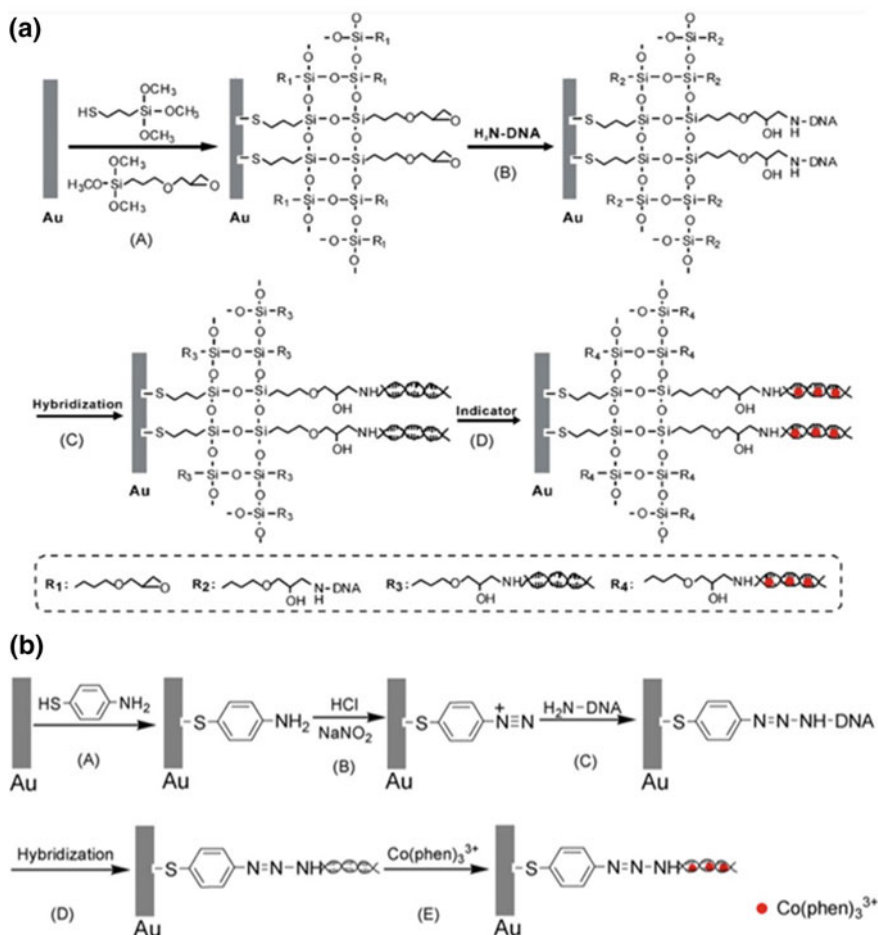 (a)
HS
OCH3
Si-OCH3
OCH3
OCH3
H3CO-Si
OCH3
O
O
Au
(A)
O
-O-Si-R1
O O
R1-Si-O-Si-R1
O O
S Si-O-Si O O
O O
S Si-O-Si O O
O O
R1-Si-O-Si-R1
O O
-O-Si-R1
O
Au
H2N-DNA
(B)
O
-O-Si-R2
O O
R2-Si-O-Si-R2
O O
S Si-O-Si O OH N-DNA
H
O O
S Si-O-Si O OH N-DNA
H
O O
R2-Si-O-Si-R2
O O
-O-Si-R2
O
Au
Hybridization
(C)
O
-O-Si-R3
O O
R3-Si-O-Si-R3
O O
S Si-O-Si O OH NH
O O
S Si-O-Si O OH NH
O O
R3-Si-O-Si-R3
O O
-O-Si-R3
O
Au
Indicator
(D)
O
-O-Si-R4
O O
R4-Si-O-Si-R4
O O
S Si-O-Si O OH NH
O O
S Si-O-Si O OH NH
O O
R4-Si-O-Si-R4
O O
-O-Si-R4
O
Au
R1: O O
R2: O OH N-DNA
H
R3: O OH NH
R4: O OH NH
(b)
Au
HS NH2
(A)
S NH2
Au
HCl
NaNO2
(B)
S N≡N
+
Au
H2N-DNA
(C)
S N=N-NH-DNA
Au
Hybridization
(D)
S N=N-NH
Au
Co(phen)3 3+
(E)
S N=N-NH
Au
Co(phen)3 3+